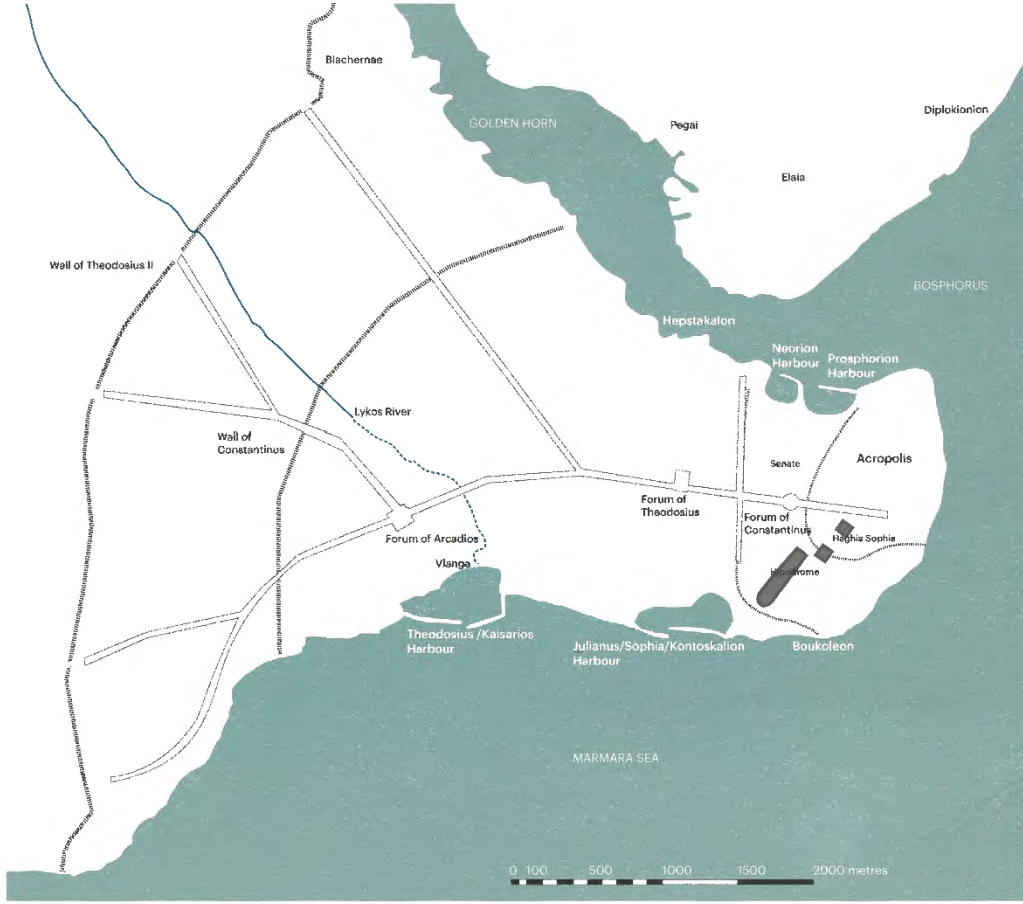 Blachernae
GOLDEN HORN
Pegai
Diplokionion
Elaia
Wall of Theodosius II
BOSPHORUS
Hepstakalon
Neorion
Harbour
Prosphorion
Harbour
Lykos River
Wall of
Constantinus
Senate
Acropolis
Forum of
Theodosius
Forum of
Constantinus
Forum of Arcadios
Haghia Sophia
Vlanga
Hipodrome
Theodosius /Kaisarios
Harbour
Julianus/Sophia/Kontoskalion
Harbour
Boukoleon
MARMARA SEA
0 100 500 1000 1500 2000 metres